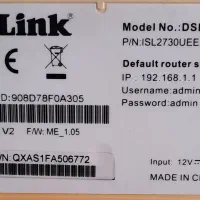 Link
Model No.: DS
P/N:ISL2730UEE
Default router s
IP : 192.168.1.1
Username: admin
Password: admin
D:908D78F0A305
V2 F/W: ME_1.05
N: QXAS1FA506772
Input: 12V
MADE IN